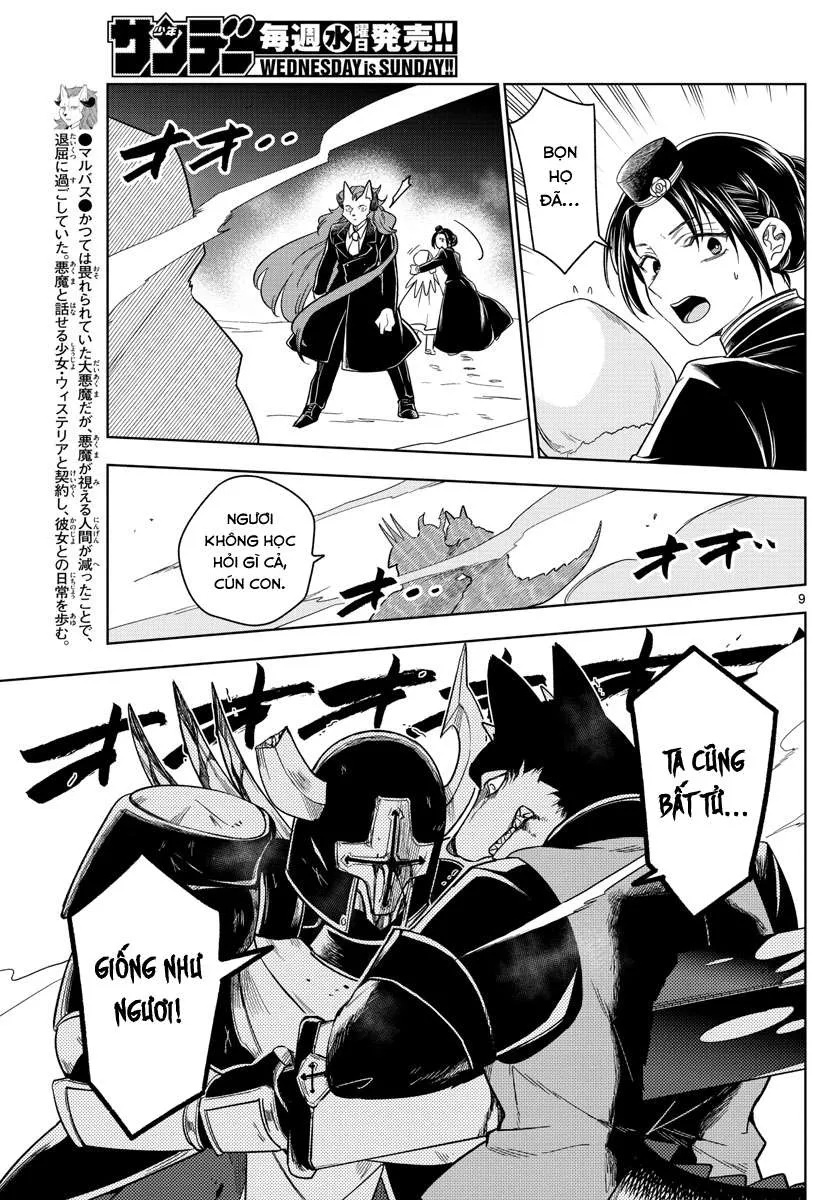 少年サンデー 毎週水曜日発売!!
WEDNESDAY is SUNDAY!!
●マルバス●かつては畏れられていた大悪魔だが、悪魔が視える人間が減ったことで、
退屈に過ごしていた。悪魔と話せる少女・ウィステリアと契約し、彼女との日常を歩む。
BỌN
HỌ
ĐÃ...
オオ...
NGƯƠI
KHÔNG HỌC
HỎI GÌ CẢ,
CÚN CON.
オオ...
9
オオオオオ
TA CŨNG
BẤT TỬ...
GIỐNG NHƯ
NGƯƠI!